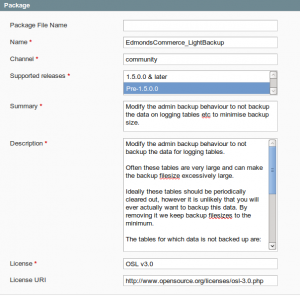 Package
Package File Name
Name *
EdmondsCommerce_LightBackup
Channel *
community
Supported releases *
1.5.0.0 & later
Pre-1.5.0.0
Summary *
Modify the admin backup behaviour to not backup
the data on logging tables etc to minimise backup
size.
Description *
Modify the admin backup behaviour to not
backup the data for logging tables.
Often these tables are very large and can make
the backup filesize excessively large.
Ideally these tables should be periodically
cleared out, however it is unlikely that you will
ever actually want to backup this data. By
removing it we keep backup filesizes to the
minimum.
The tables for which data is not backed up are:
License *
OSL v3.0
License URI
http://www.opensource.org/licenses/osl-3.0.php